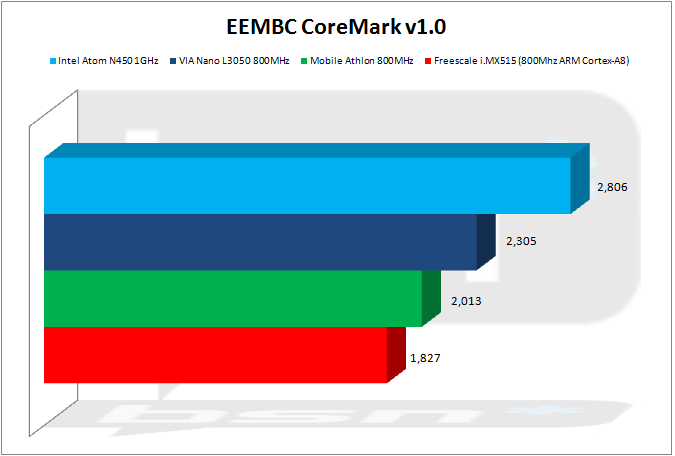 EEMBC CoreMark v1.0
Intel Atom N450 1GHz
VIA Nano L3050 800MHz
Mobile Athlon 800MHz
Freescale i.MX515 (800Mhz ARM Cortex-A8)
2,806
2,305
2,013
1,827
bsn*